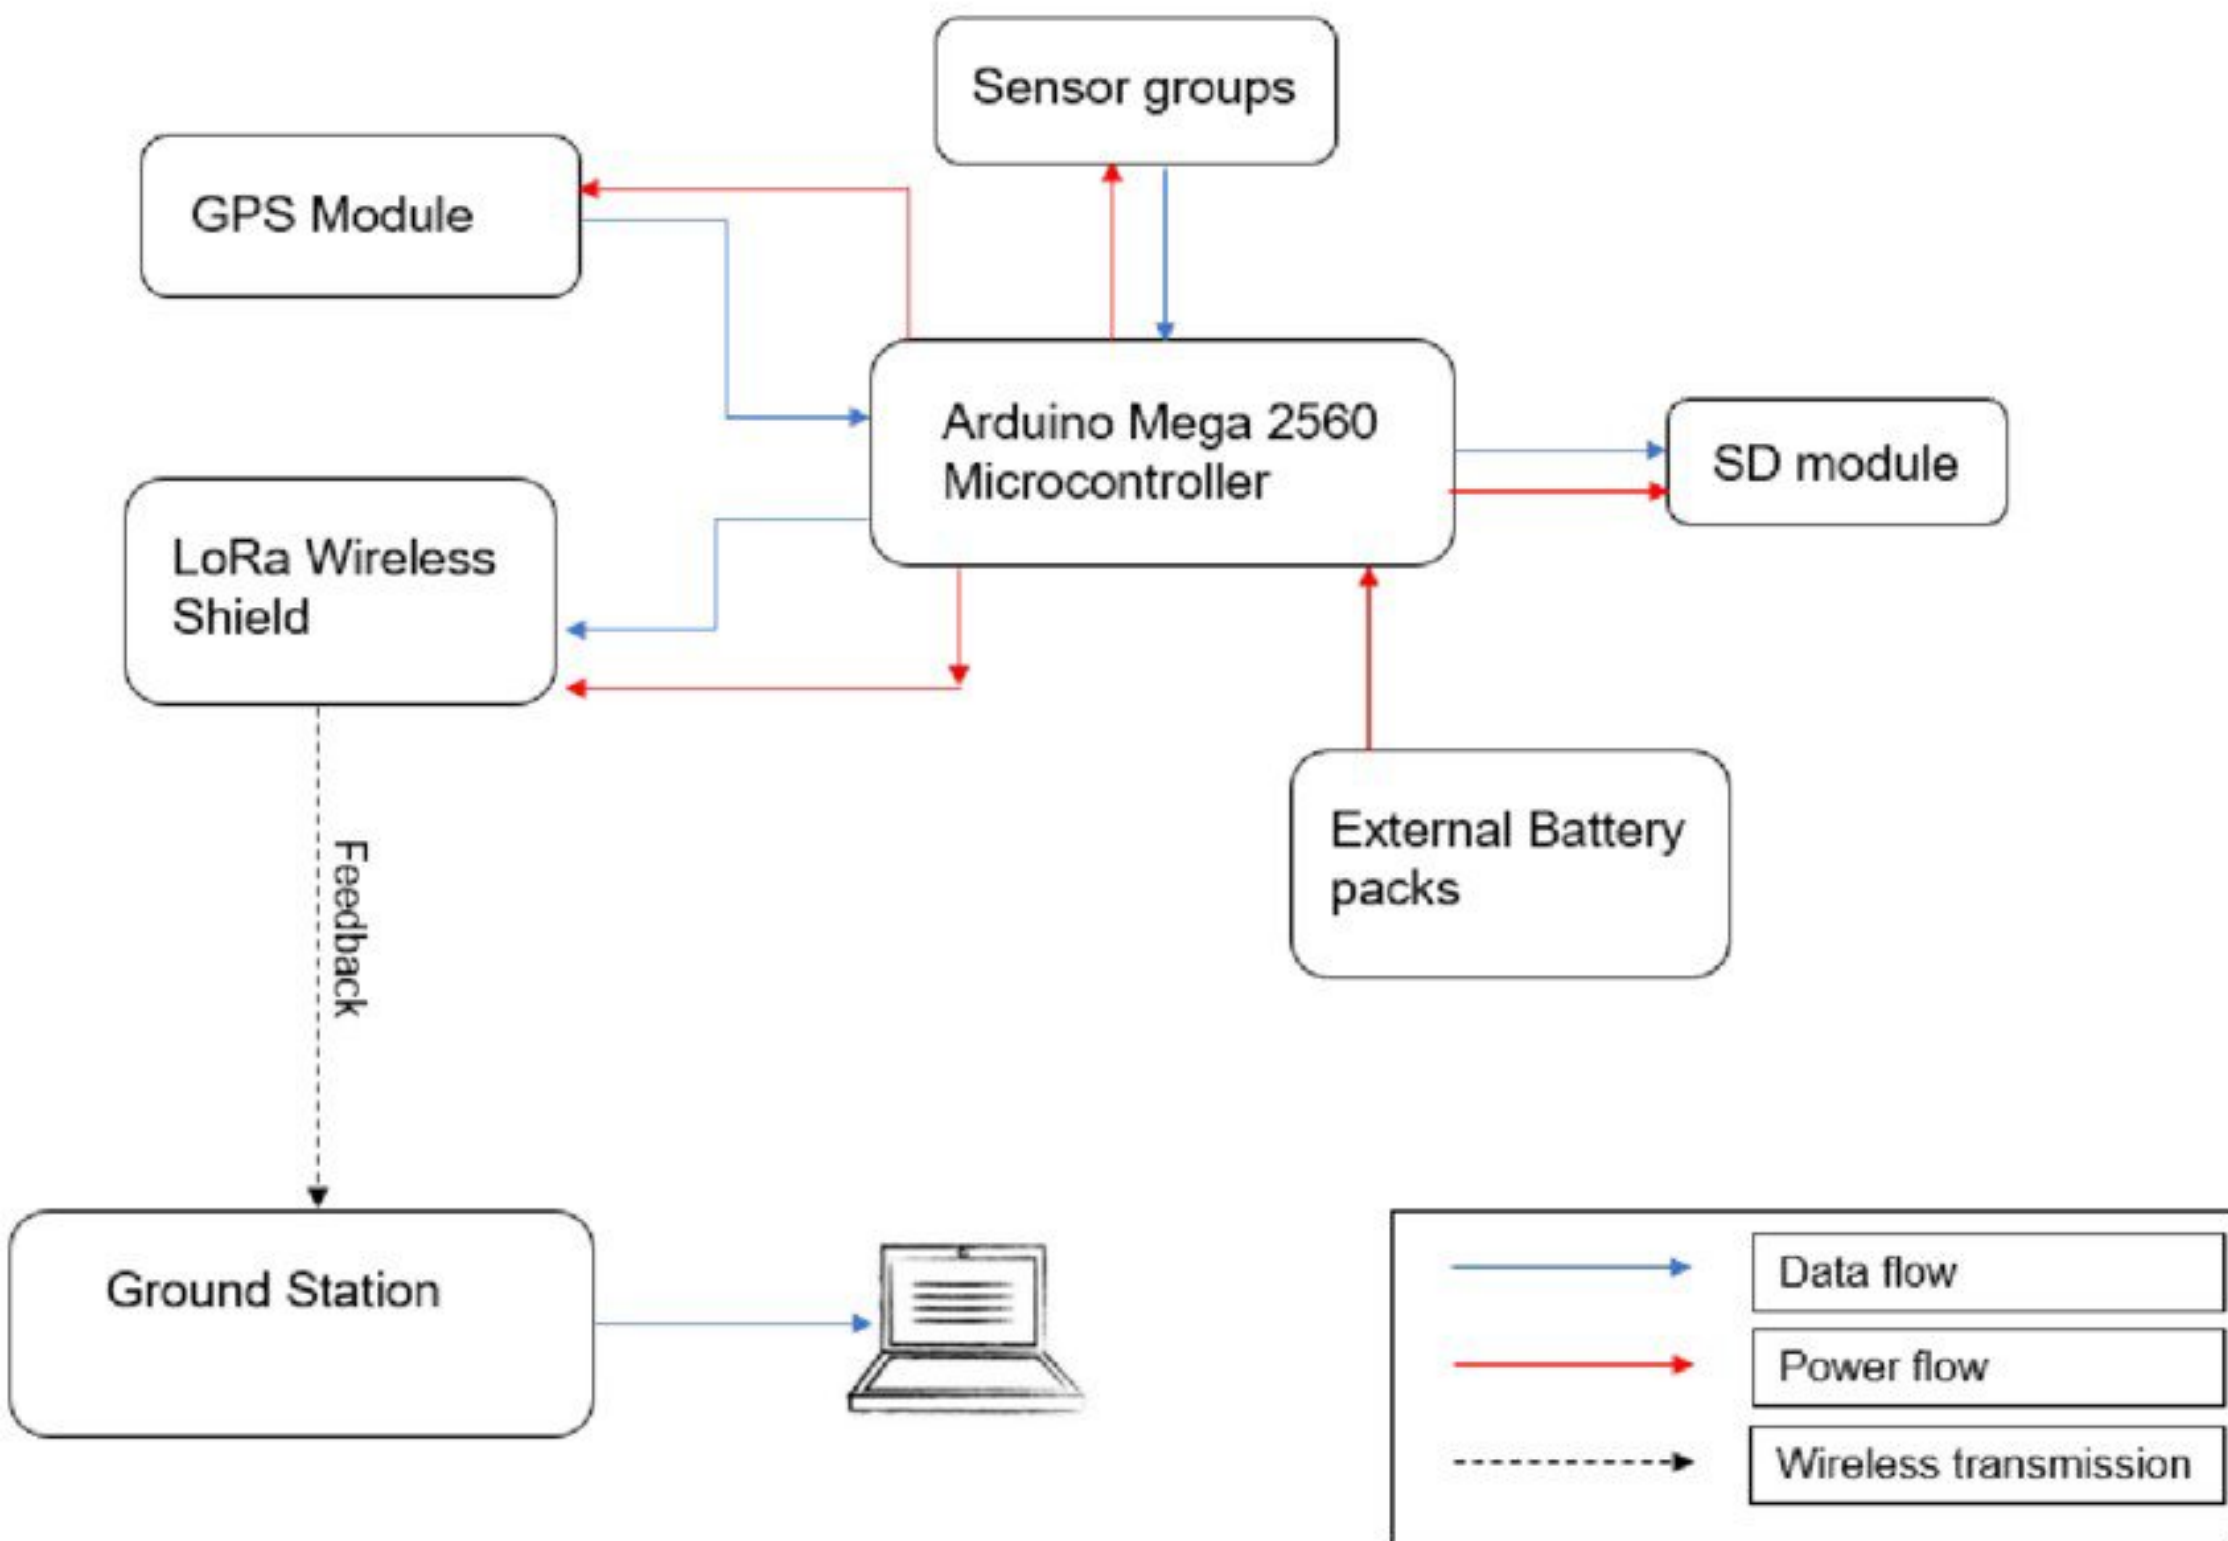 Sensor groups
GPS Module
Arduino Mega 2560
Microcontroller
SD module
LoRa Wireless
Shield
External Battery
packs
Feedback
Ground Station
Data flow
Power flow
Wireless transmission